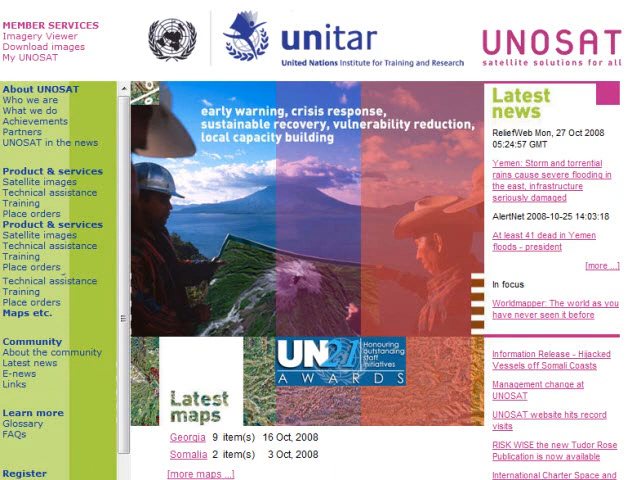 MEMBER SERVICES
Imagery Viewer
Download images
My UNOSAT
unitar
United Nations Institute for Training and Research
UNOSAT
satellite solutions for all
About UNOSAT
Who we are
What we do
Achievements
Partners
UNOSAT in the news
Product & services
Satellite images
Technical assistance
Training
Place orders
Product & services
Satellite images
Technical assistance
Training
Place orders
Technical assistance
Training
Place orders
Maps etc.
Community
About the community
Latest news
E-news
Links
Learn more
Glossary
FAQs
Register
early warning, crisis response,
sustainable recovery, vulnerability reduction,
local capacity building
UN21
Honouring
Outstanding
Staff
Initiatives
AWARDS
Latest
maps
Georgia 9 item(s) 16 Oct, 2008
Somalia 2 item(s) 3 Oct, 2008
[more maps ...]
Latest
news
ReliefWeb Mon, 27 Oct 2008
05:24:57 GMT
Yemen: Storm and torrential
rains cause severe flooding in
the east, infrastructure
seriously damaged
AlertNet 2008-10-25 14:03:18
At least 41 dead in Yemen
floods - president
[more ...]
In focus
Worldmapper: The world as you
have never seen it before
Information Release - Hijacked
Vessels off Somali Coasts
Management change at
UNOSAT
UNOSAT website hits record
visits
RISK WISE the new Tudor Rose
Publication is now available
International Charter Space and